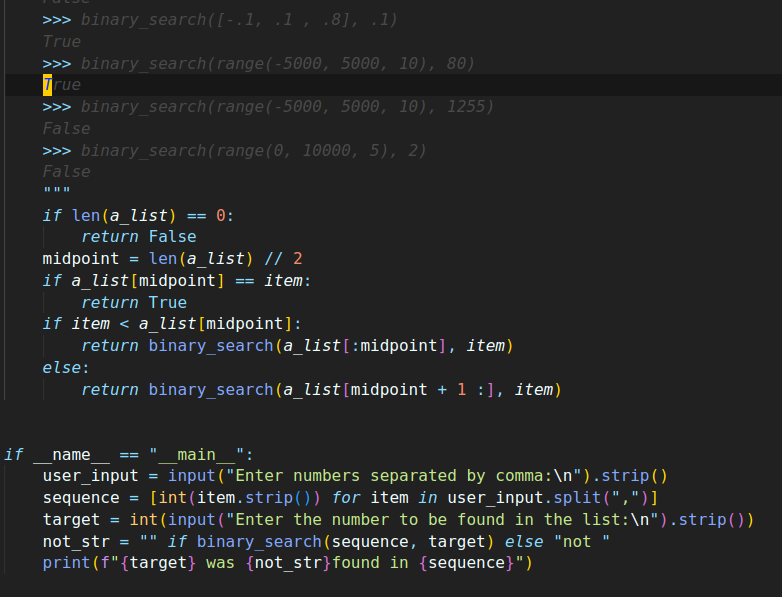 False
>>> binary_search([-.1, .1 , .8], .1)
True
>>> binary_search(range(-5000, 5000, 10), 80)
True
>>> binary_search(range(-5000, 5000, 10), 1255)
False
>>> binary_search(range(0, 10000, 5), 2)
False
"""
if len(a_list) == 0:
return False
midpoint = len(a_list) // 2
if a_list[midpoint] == item:
return True
if item < a_list[midpoint]:
return binary_search(a_list[:midpoint], item)
else:
return binary_search(a_list[midpoint + 1 :], item)
if __name__ == "__main__":
user_input = input("Enter numbers separated by comma:\n").strip()
sequence = [int(item.strip()) for item in user_input.split(",")]
target = int(input("Enter the number to be found in the list:\n").strip())
not_str = "" if binary_search(sequence, target) else "not "
print(f"{target} was {not_str}found in {sequence}")